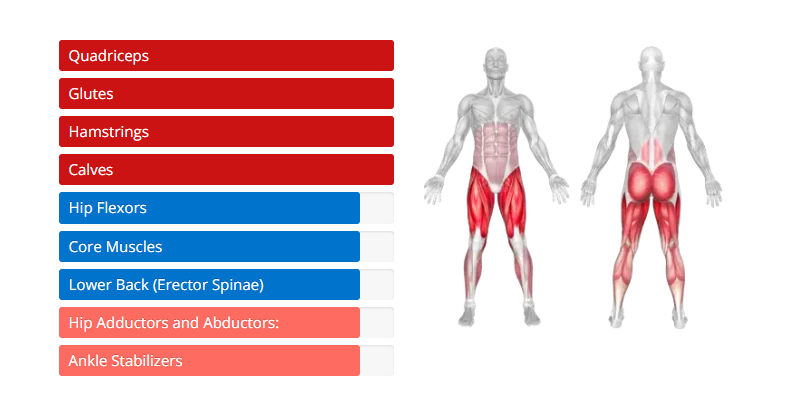 Quadriceps
Glutes
Hamstrings
Calves
Hip Flexors
Core Muscles
Lower Back (Erector Spinae)
Hip Adductors and Abductors:
Ankle Stabilizers